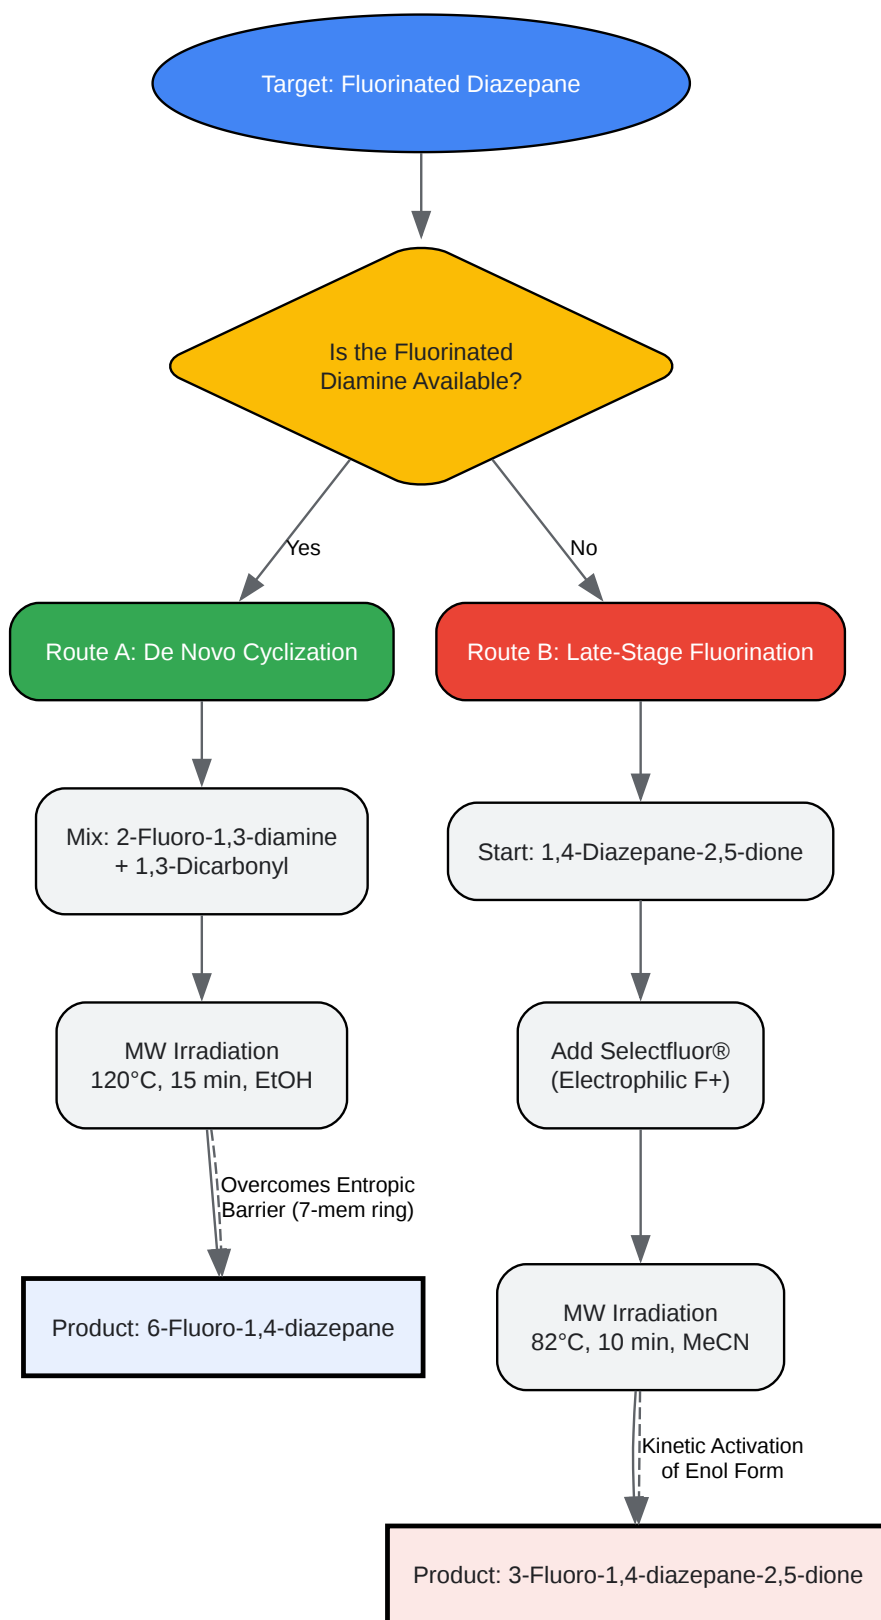 Target: Fluorinated Diazepane
Is the Fluorinated
Diamine Available?
Yes
No
Route A: De Novo Cyclization
Route B: Late-Stage Fluorination
Mix: 2-Fluoro-1,3-diamine
+ 1,3-Dicarbonyl
Start: 1,4-Diazepane-2,5-dione
MW Irradiation
120°C, 15 min, EtOH
Add Selectfluor®
(Electrophilic F+)
Overcomes Entropic
Barrier (7-mem ring)
Product: 6-Fluoro-1,4-diazepane
MW Irradiation
82°C, 10 min, MeCN
Kinetic Activation
of Enol Form
Product: 3-Fluoro-1,4-diazepane-2,5-dione